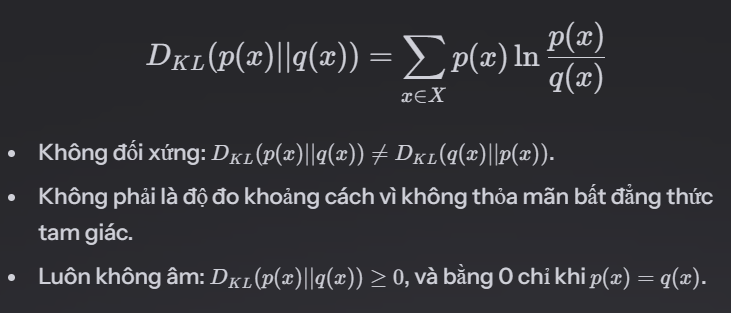 D_{KL}(p(x)||q(x)) = \sum_{x \in X} p(x) \ln \frac{p(x)}{q(x)}
• Không đối xứng: D_{KL}(p(x)||q(x)) ≠ D_{KL}(q(x)||p(x)).
• Không phải là độ đo khoảng cách vì không thỏa mãn bất đẳng thức
tam giác.
• Luôn không âm: D_{KL}(p(x)||q(x)) ≥ 0, và bằng 0 chỉ khi p(x) = q(x).